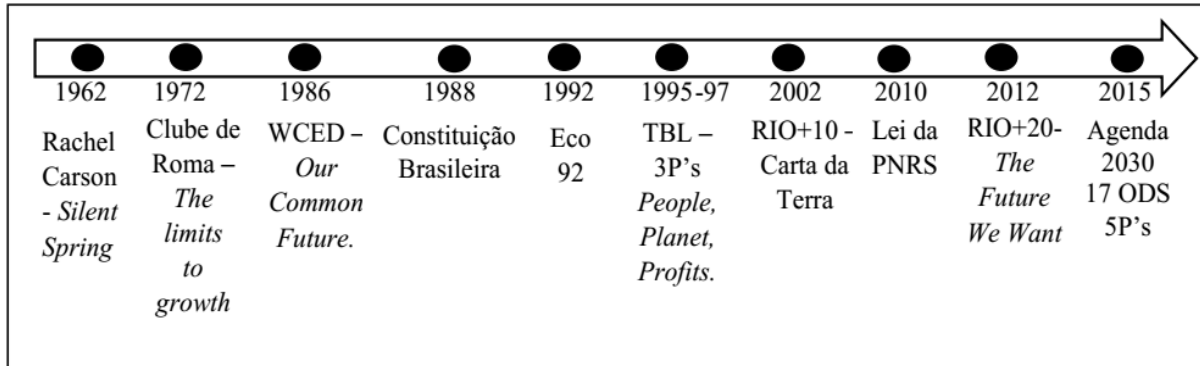 1962
Rachel
Carson
- Silent
Spring
1972
Clube de
Roma –
The
limits
to
growth
1986
WCED –
Our
Common
Future.
1988
Constituição
Brasileira
1992
Eco
92
1995-97
TBL –
3P’s
People,
Planet,
Profits.
2002
RIO+10 -
Carta da
Terra
2010
Lei da
PNRS
2012
RIO+20-
The
Future
We Want
2015
Agenda
2030
17 ODS
5P’s